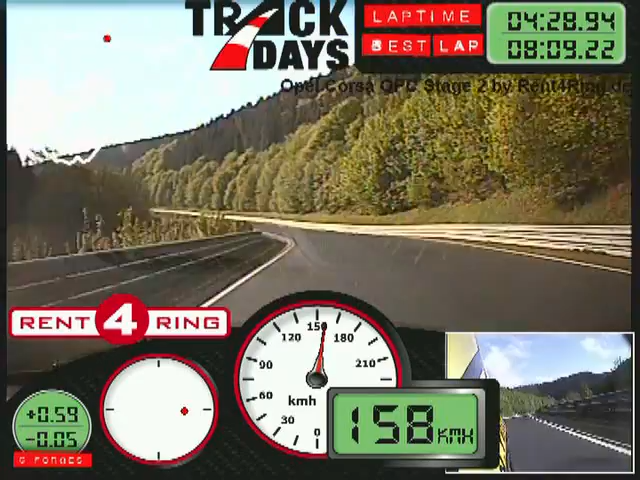 TRACK
DAYS
LAPTIME
04:28.94
BEST LAP
08:09.22
Opel Corsa OPC Stage 2 by Rent4Ring.de
RENT 4 RING
150
120
180
90
210
60
kmh
30
0
158 KMH
+0.59
-0.05
G FORCES